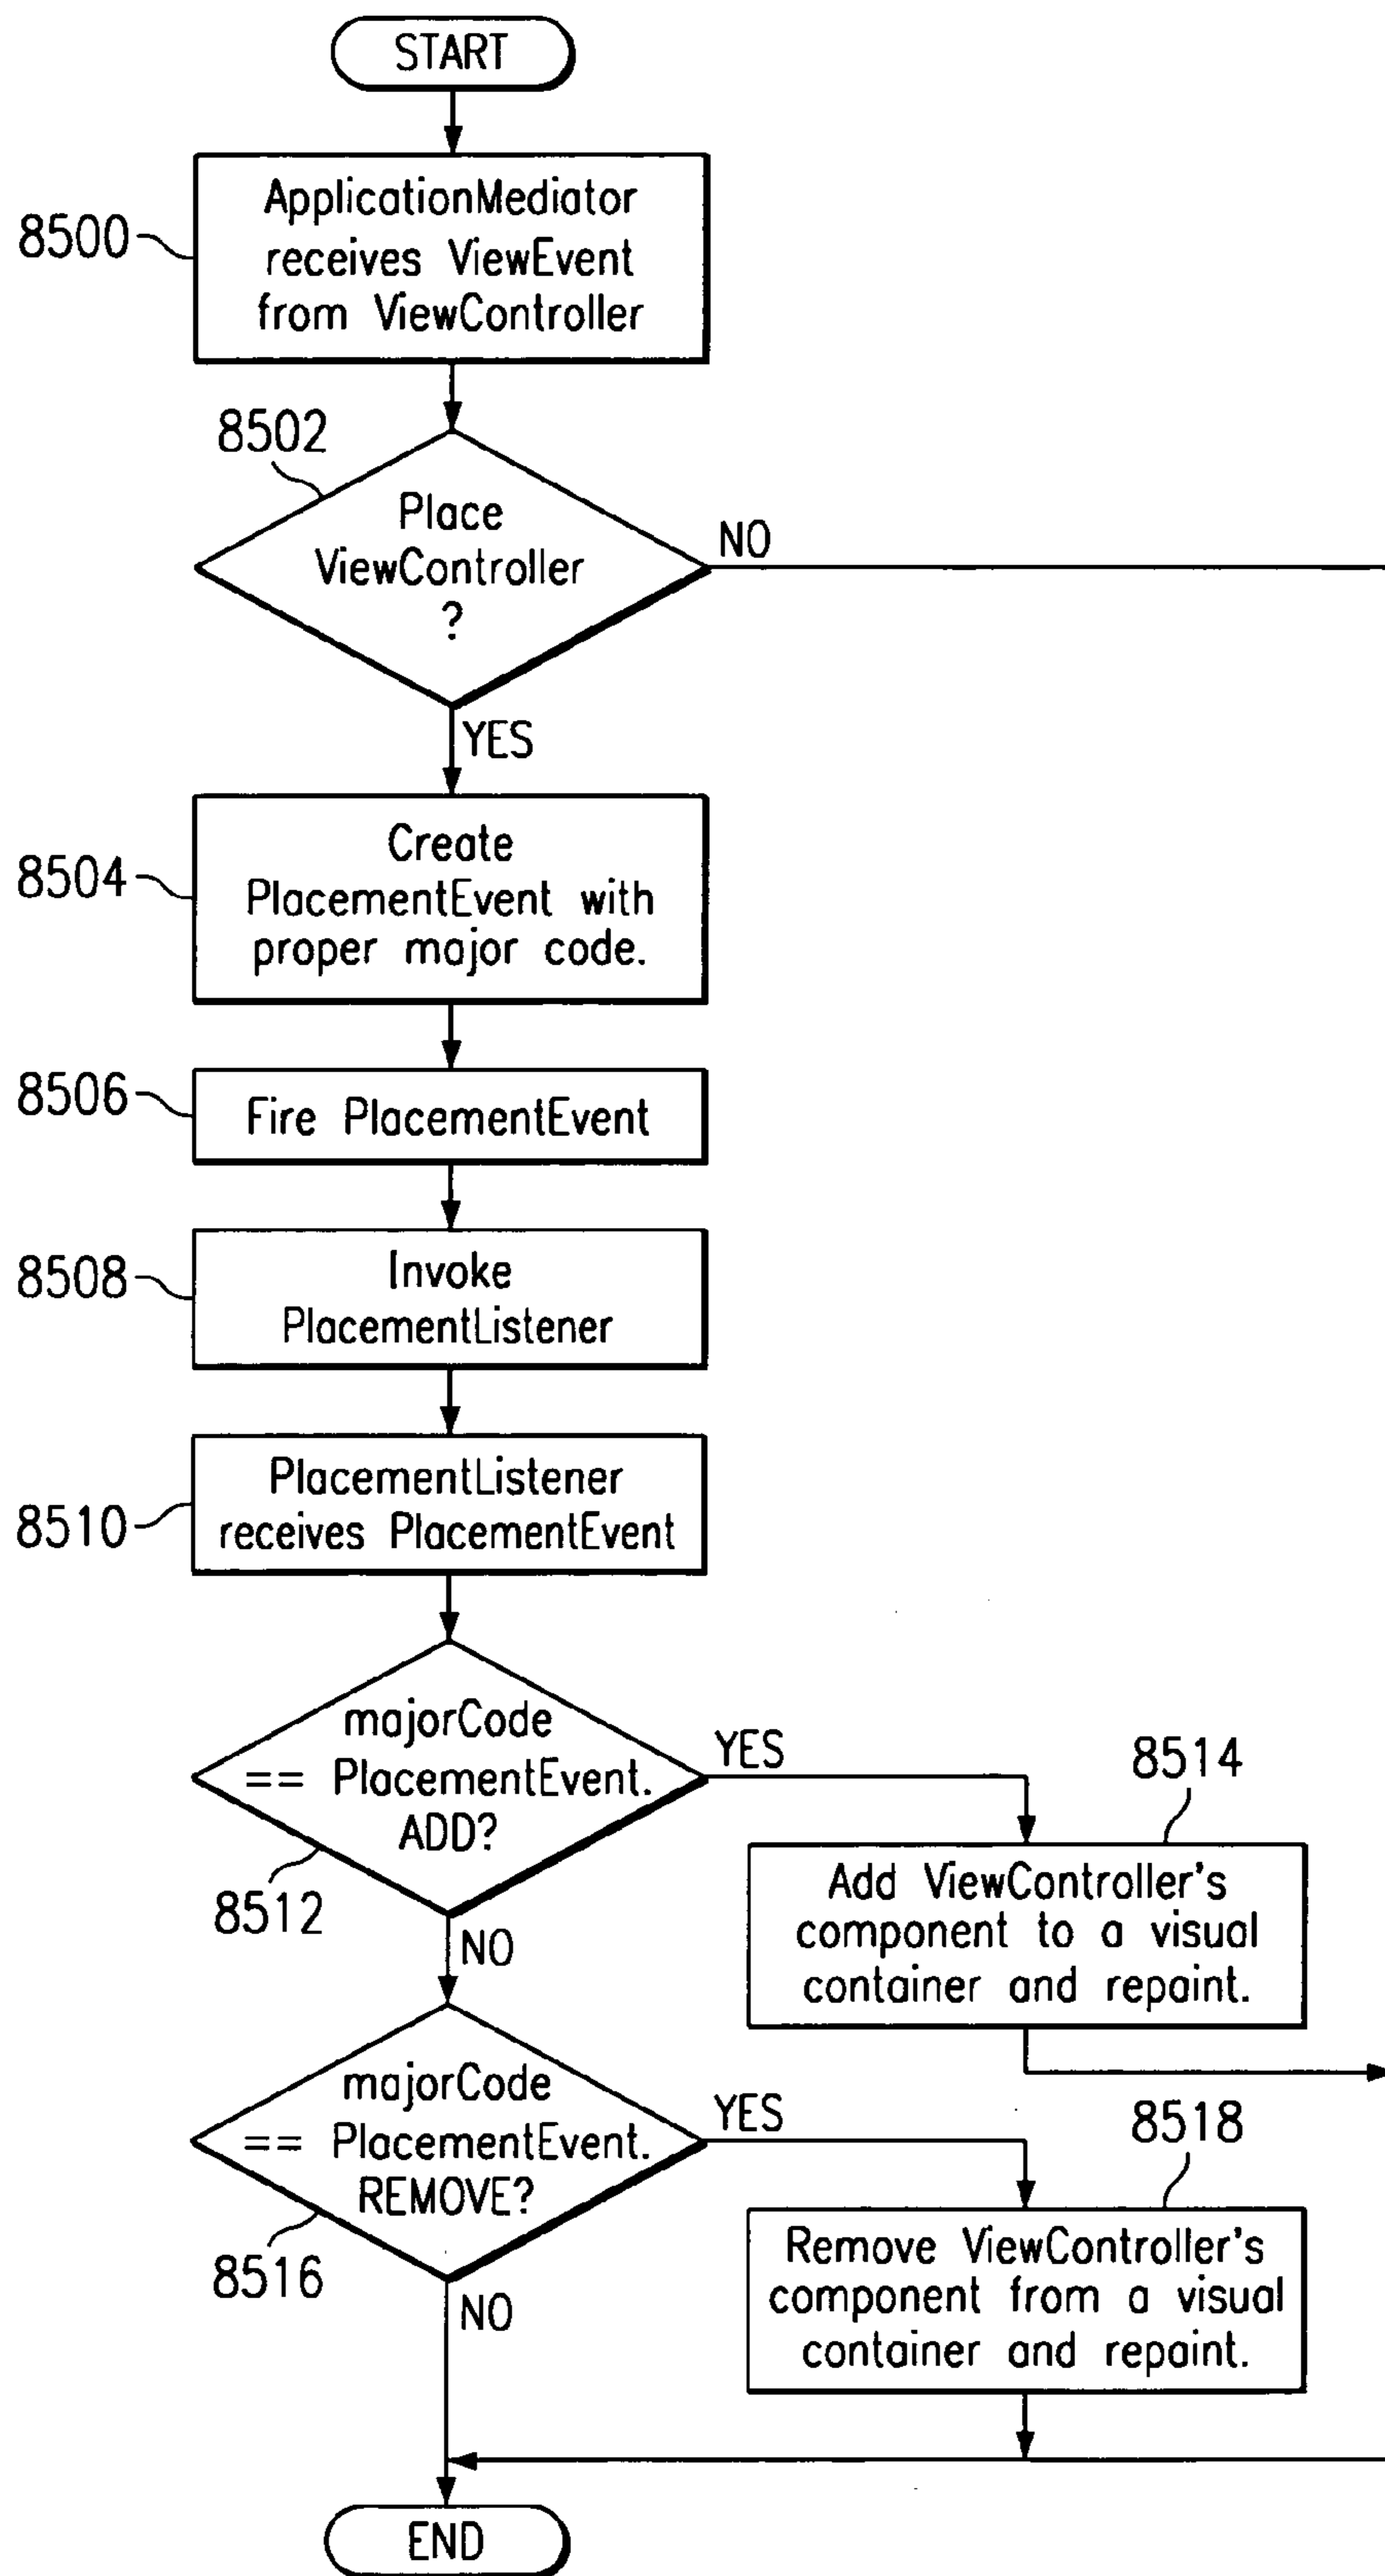 START
8500
ApplicationMediator
receives ViewEvent
from ViewController
8502
Place
ViewController
?
NO
YES
8504
Create
PlacementEvent with
proper major code.
8506
Fire PlacementEvent
8508
Invoke
PlacementListener
8510
PlacementListener
receives PlacementEvent
majorCode
== PlacementEvent.
ADD?
YES
8512
NO
8514
Add ViewController's
component to a visual
container and repaint.
majorCode
== PlacementEvent.
REMOVE?
YES
8516
NO
8518
Remove ViewController's
component from a visual
container and repaint.
END